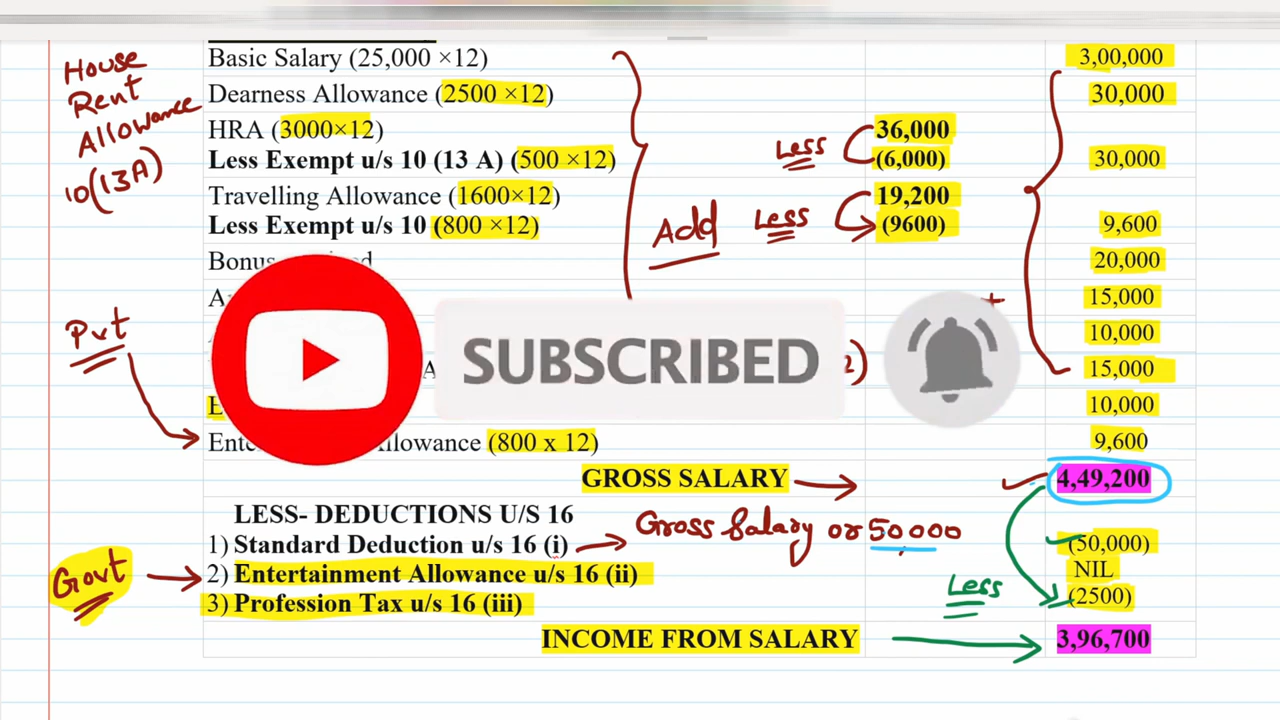 House
Rent
Allowance
10(13A)
Basic Salary (25,000 ×12) 3,00,000
Dearness Allowance (2500 ×12) 30,000
HRA (3000×12) 36,000
Less Exempt u/s 10 (13 A) (500 ×12) Less (6,000) 30,000
Travelling Allowance (1600×12) 19,200
Less Exempt u/s 10 (800 ×12) Add Less (9600) 9,600
Bonus 20,000
15,000
Pvt
10,000
SUBSCRIBED
2) 15,000
10,000
(800 x 12) 9,600
GROSS SALARY 4,49,200
LESS- DEDUCTIONS U/S 16
Gross Salary or 50,000
1) Standard Deduction u/s 16 (i) (50,000)
Govt 2) Entertainment Allowance u/s 16 (ii) NIL
3) Profession Tax u/s 16 (iii) Less (2500)
INCOME FROM SALARY 3,96,700